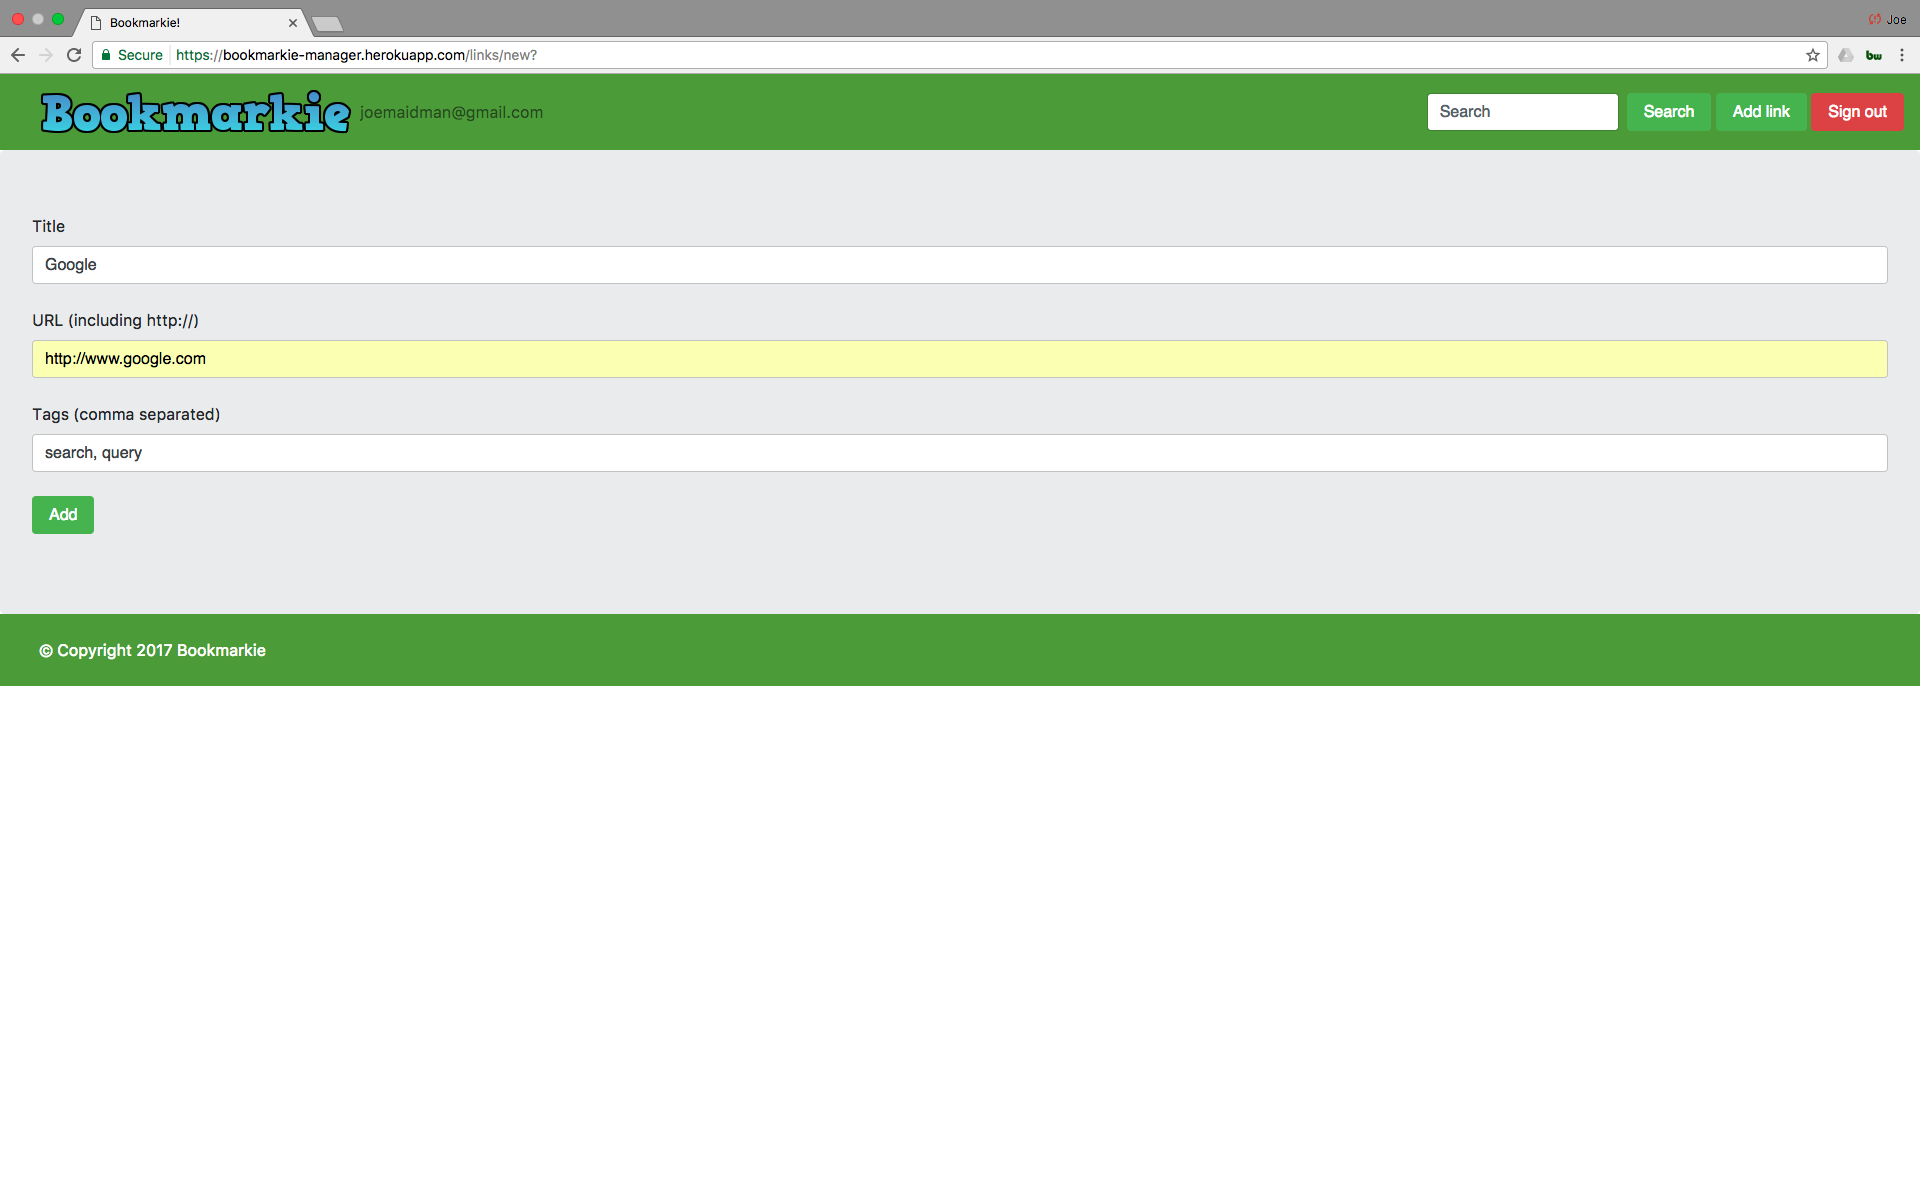 Bookmarkie!
Joe
Secure https://bookmarkie-manager.herokuapp.com/links/new?
bw
Bookmarkie joemaidman@gmail.com Search Search Add link Sign out
Title
Google
URL (including http://)
http://www.google.com
Tags (comma separated)
search, query
Add
© Copyright 2017 Bookmarkie